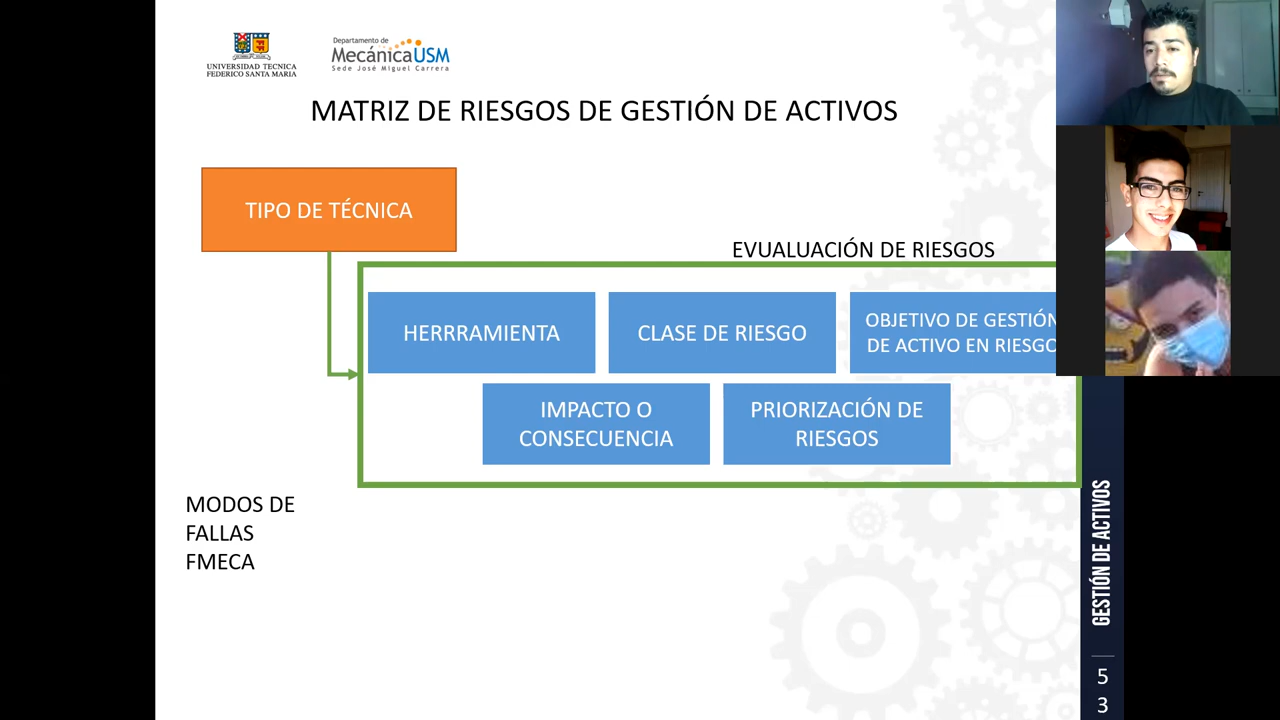 UNIVERSIDAD TECNICA
FEDERICO SANTA MARIA
Departamento de
MecánicaUSM
Sede José Miguel Carrera
MATRIZ DE RIESGOS DE GESTIÓN DE ACTIVOS
TIPO DE TÉCNICA
EVUALUACIÓN DE RIESGOS
HERRRAMIENTA
CLASE DE RIESGO
OBJETIVO DE GESTIÓN
DE ACTIVO EN RIESGO
IMPACTO O
CONSECUENCIA
PRIORIZACIÓN DE
RIESGOS
MODOS DE
FALLAS
FMECA
GESTIÓN DE ACTIVOS
5
3